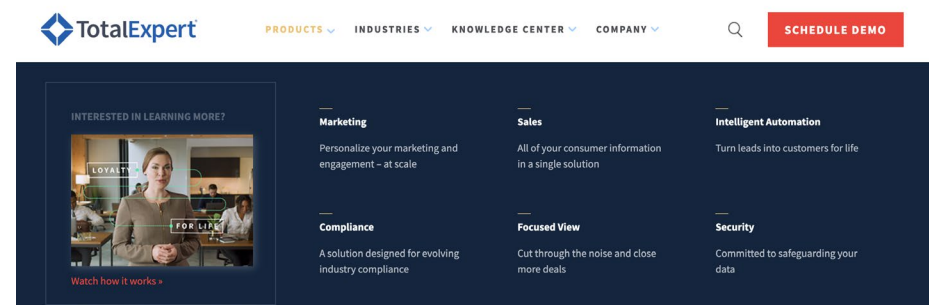 TotalExpert
PRODUCTS INDUSTRIES KNOWLEDGE CENTER COMPANY
SCHEDULE DEMO
INTERESTED IN LEARNING MORE?
LOYALTY
FOR LIFE
Watch how it works »
Marketing
Personalize your marketing and
engagement – at scale
Sales
All of your consumer information
in a single solution
Intelligent Automation
Turn leads into customers for life
Compliance
A solution designed for evolving
industry compliance
Focused View
Cut through the noise and close
more deals
Security
Committed to safeguarding your
data